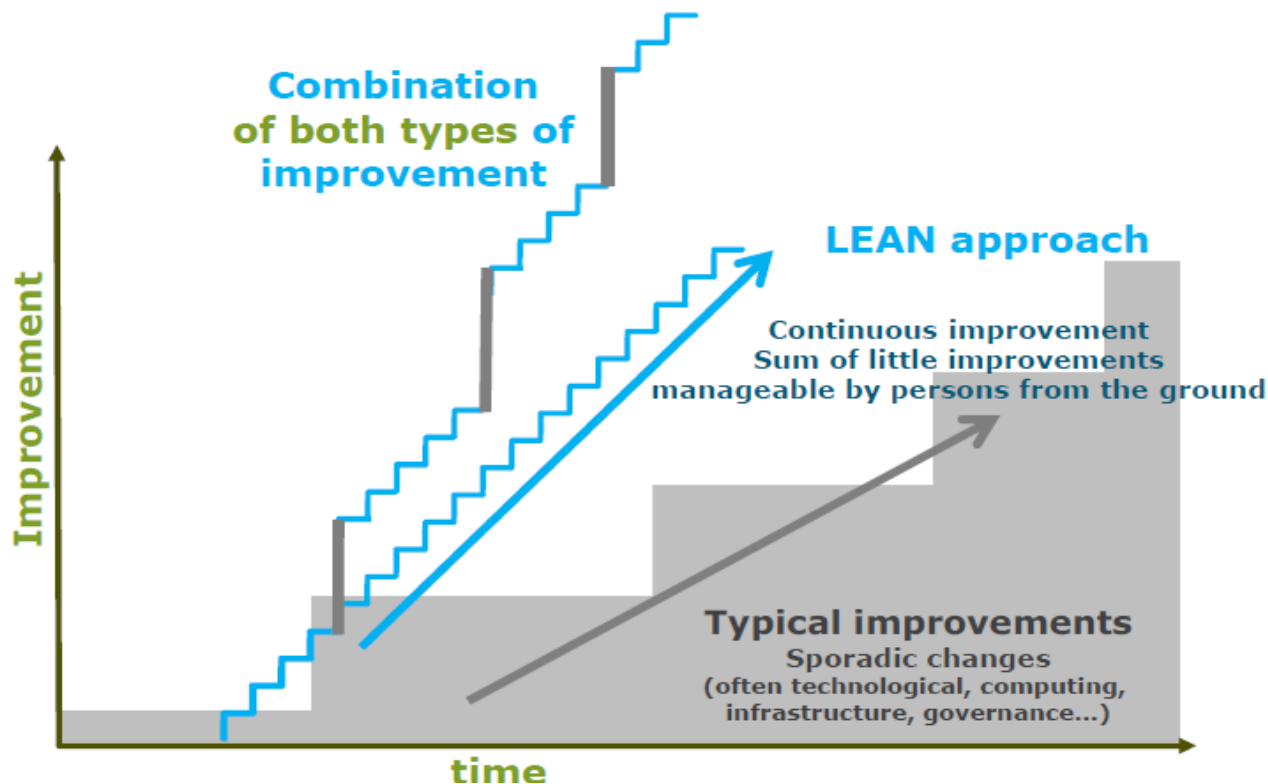 Combination
of both types of
improvement
LEAN approach
Continuous improvement
Sum of little improvements
manageable by persons from the ground
Typical improvements
Sporadic changes
(often technological, computing,
infrastructure, governance...)
Improvement
time